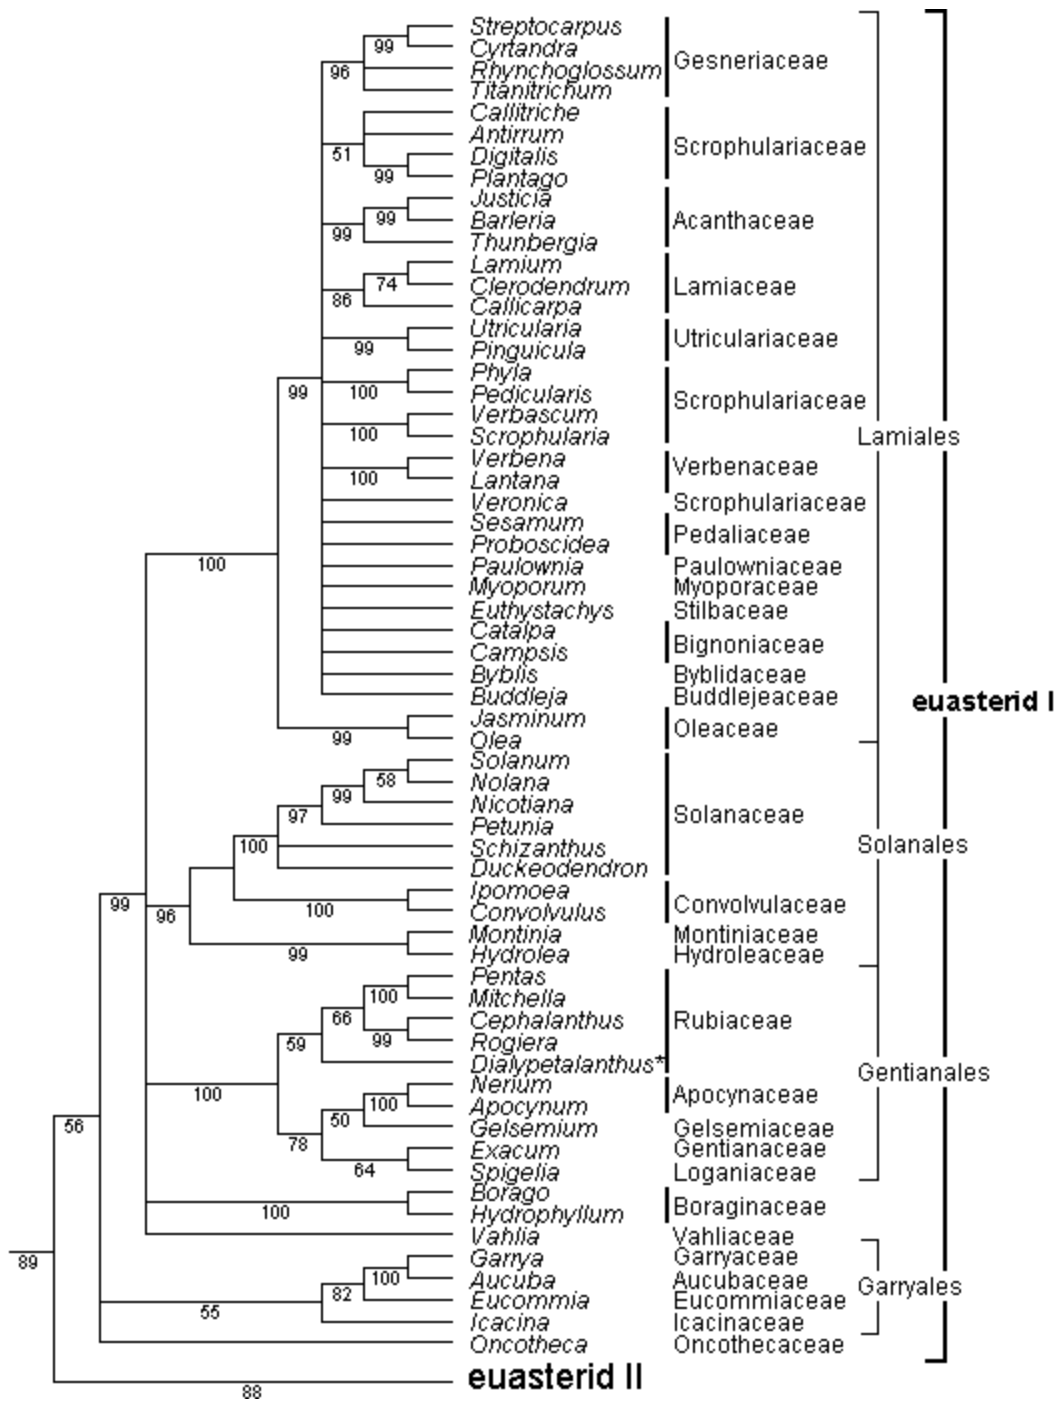 Streptocarpus
99 Cyrtandra
96 Rhynchoglossum Gesneriaceae
Titanitrichum
Callitriche
Antirrum
51 Digitalis Scrophulariaceae
99 Plantago
Justicia
99 Barleria Acanthaceae
99 Thunbergia
Lamium
74 Clerodendrum Lamiaceae
86 Callicarpa
Utricularia
99 Pinguicula Utriculariaceae
Phyla
99 100 Pedicularis Scrophulariaceae
Verbascum
100 Scrophularia Lamiales
Verbena Verbenaceae
100 Lantana
Veronica Scrophulariaceae
Sesamum
Proboscidea Pedaliaceae
100 Paulownia Paulowniaceae
Myoporum Myoporaceae
Euthystachys Stilbaceae
Catalpa
Campsis Bignoniaceae
Byblis Byblidaceae
Buddleja Buddlejeaceae
euasterid I
Jasminum
99 Olea Oleaceae
Solanum
58 Nolana
99 Nicotiana
97 Petunia Solanaceae
100 Schizanthus Solanales
Duckeodendron
Ipomoea
99 96 100 Convolvulus Convolvulaceae
Montinia Montiniaceae
99 Hydrolea Hydroleaceae
Pentas
100 Mitchella
66 Cephalanthus Rubiaceae
59 99 Rogiera
Dialypetalanthus*
Gentianales
100 Nerium
100 Apocynum Apocynaceae
56 50 Gelsemium Gelsemiaceae
78 Exacum Gentianaceae
64 Spigelia Loganiaceae
Borago
100 Hydrophyllum Boraginaceae
Vahlia Vahliaceae
89 Garrya Garryaceae
100 Aucuba Aucubaceae
Garryales
82 Eucommia Eucommiaceae
55 Icacina Icacinaceae
Oncotheca Oncothecaceae
euasterid II
88